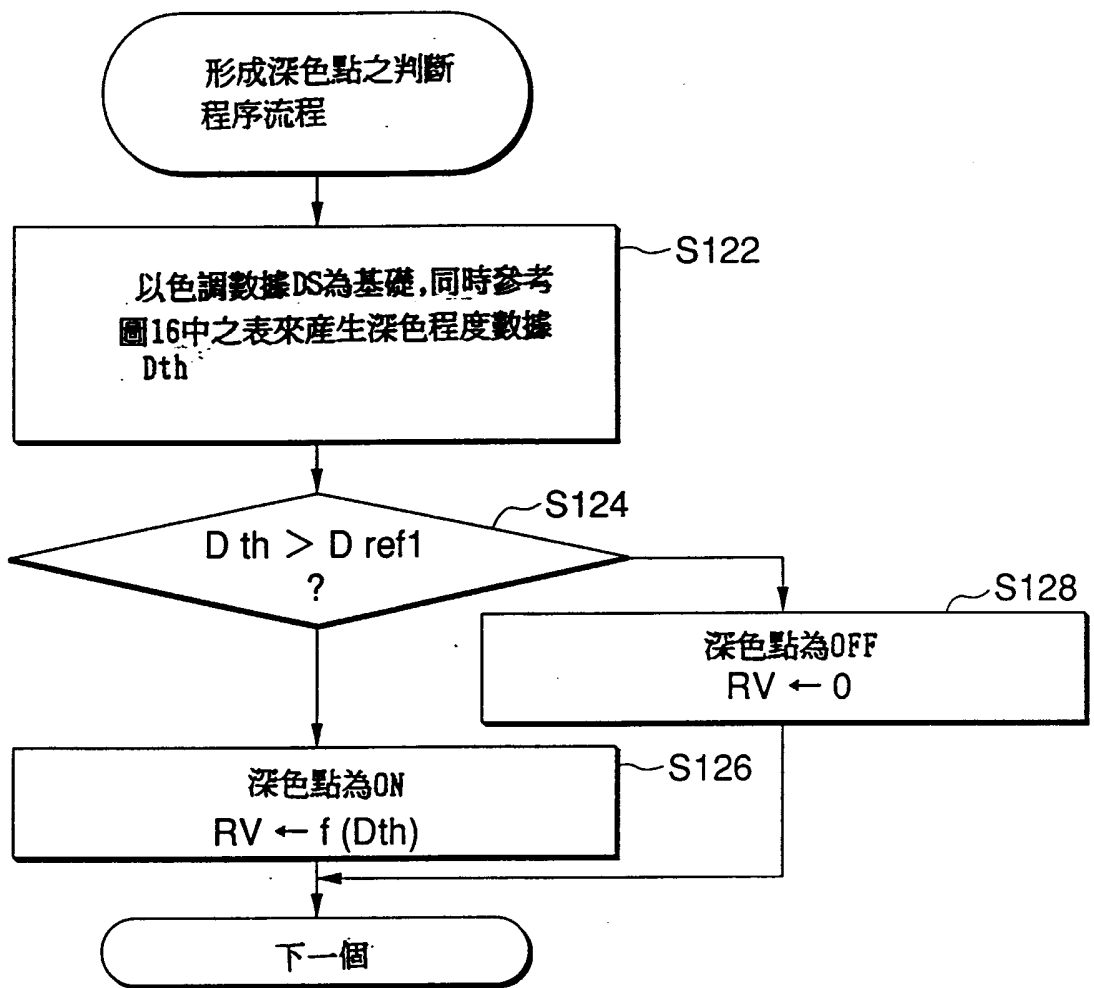 形成深色點之判斷
程序流程
S122
以色調數據DS為基礎,同時參考
圖16中之表來產生深色程度數據
Dth
S124
D th > D ref1
?
S128
深色點為OFF
RV ← 0
S126
深色點為ON
RV ← f (Dth)
下一個